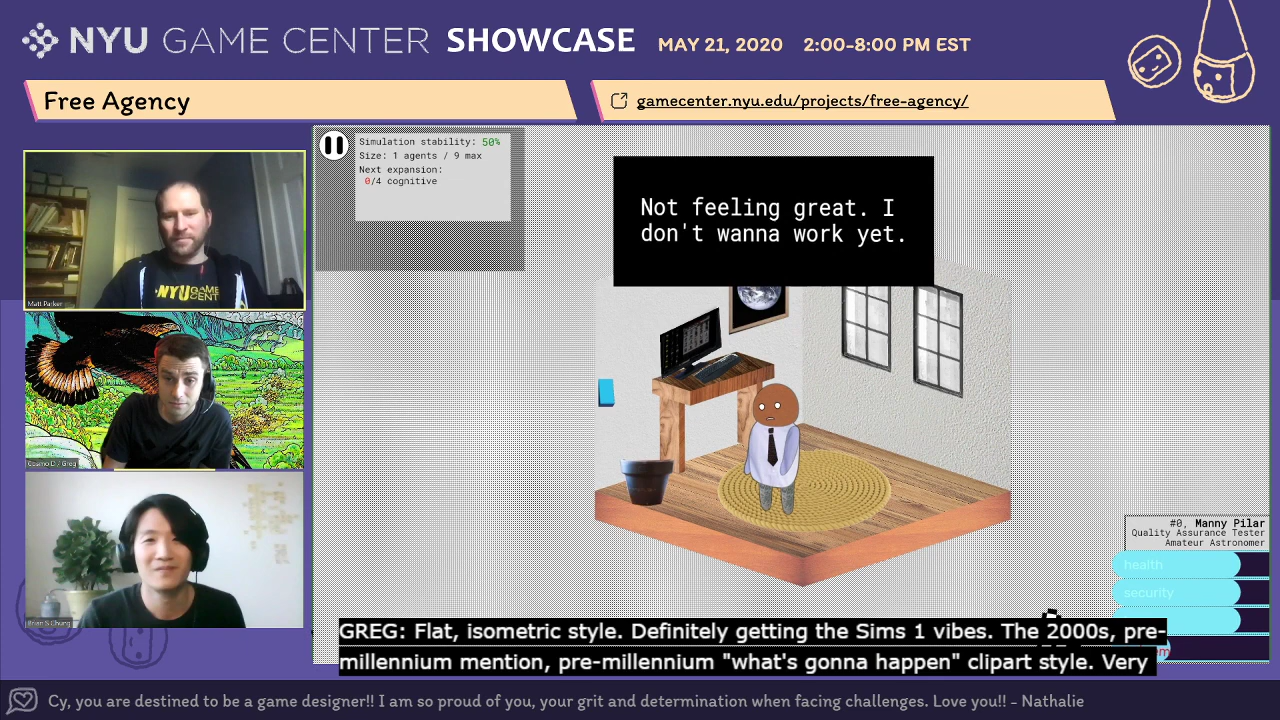 NYU GAME CENTER SHOWCASE MAY 21, 2020 2:00-8:00 PM EST
Free Agency
gamecenter.nyu.edu/projects/free-agency/
Simulation stability: 50%
Size: 1 agents / 9 max
Next expansion:
0/4 cognitive
Not feeling great. I
don't wanna work yet.
NYU GAME
CENT
Matt Parker
Cosmo D / Greg
Brian S Chung
#0, Manny Pilar
Quality Assurance Tester
Amateur Astronomer
health
security
GREG: Flat, isometric style. Definitely getting the Sims 1 vibes. The 2000s, pre-
millennium mention, pre-millennium "what's gonna happen" clipart style. Very
Cy, you are destined to be a game designer!! I am so proud of you, your grit and determination when facing challenges. Love you!! - Nathalie